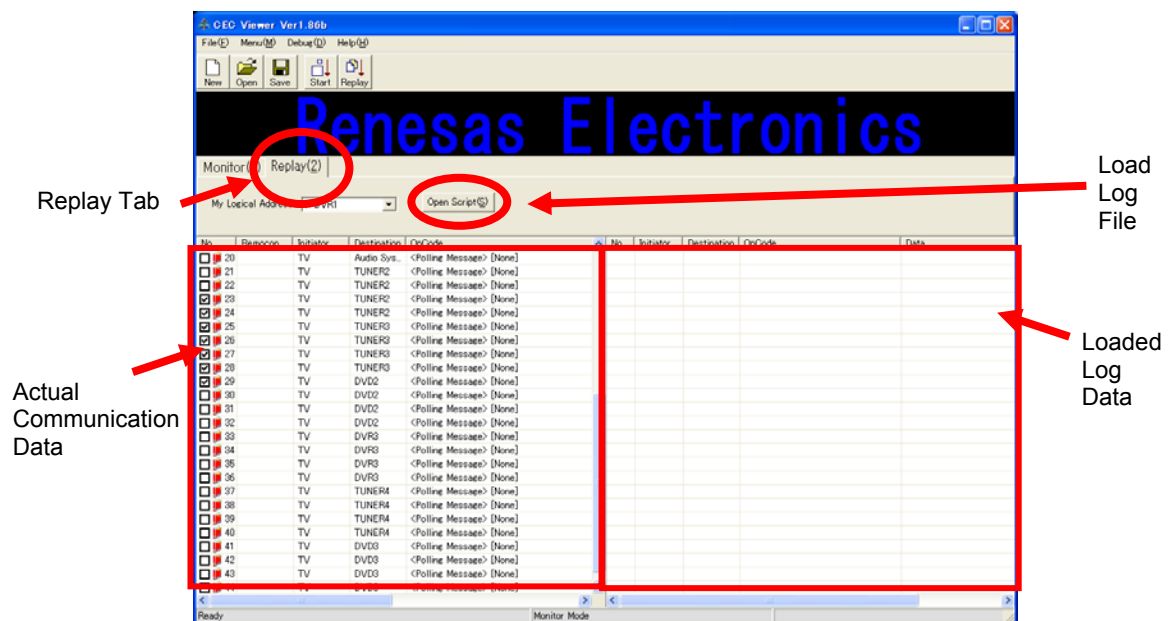 CEC Viewer Ver1.86b
File(F) Menu(M) Debug(D) Help(H)
New Open Save Start Replay
Renesas Electronics
Monitor( ) Replay(2)
Replay Tab
Load
Log
File
My Logical Addre DVR1 Open Script(S)
No. Remocon Initiator Destination OpCode No. Initiator Destination OpCode Data
20 TV Audio Sys... <Polling Message> [None]
21 TV TUNER2 <Polling Message> [None]
22 TV TUNER2 <Polling Message> [None]
23 TV TUNER2 <Polling Message> [None]
24 TV TUNER2 <Polling Message> [None]
25 TV TUNER3 <Polling Message> [None]
26 TV TUNER3 <Polling Message> [None]
27 TV TUNER3 <Polling Message> [None]
28 TV TUNER3 <Polling Message> [None]
29 TV DVD2 <Polling Message> [None]
30 TV DVD2 <Polling Message> [None]
31 TV DVD2 <Polling Message> [None]
32 TV DVD2 <Polling Message> [None]
33 TV DVR3 <Polling Message> [None]
34 TV DVR3 <Polling Message> [None]
35 TV DVR3 <Polling Message> [None]
36 TV DVR3 <Polling Message> [None]
37 TV TUNER4 <Polling Message> [None]
38 TV TUNER4 <Polling Message> [None]
39 TV TUNER4 <Polling Message> [None]
40 TV TUNER4 <Polling Message> [None]
41 TV DVD3 <Polling Message> [None]
42 TV DVD3 <Polling Message> [None]
43 TV DVD3 <Polling Message> [None]
Actual
Communication
Data
Loaded
Log
Data
Ready Monitor Mode